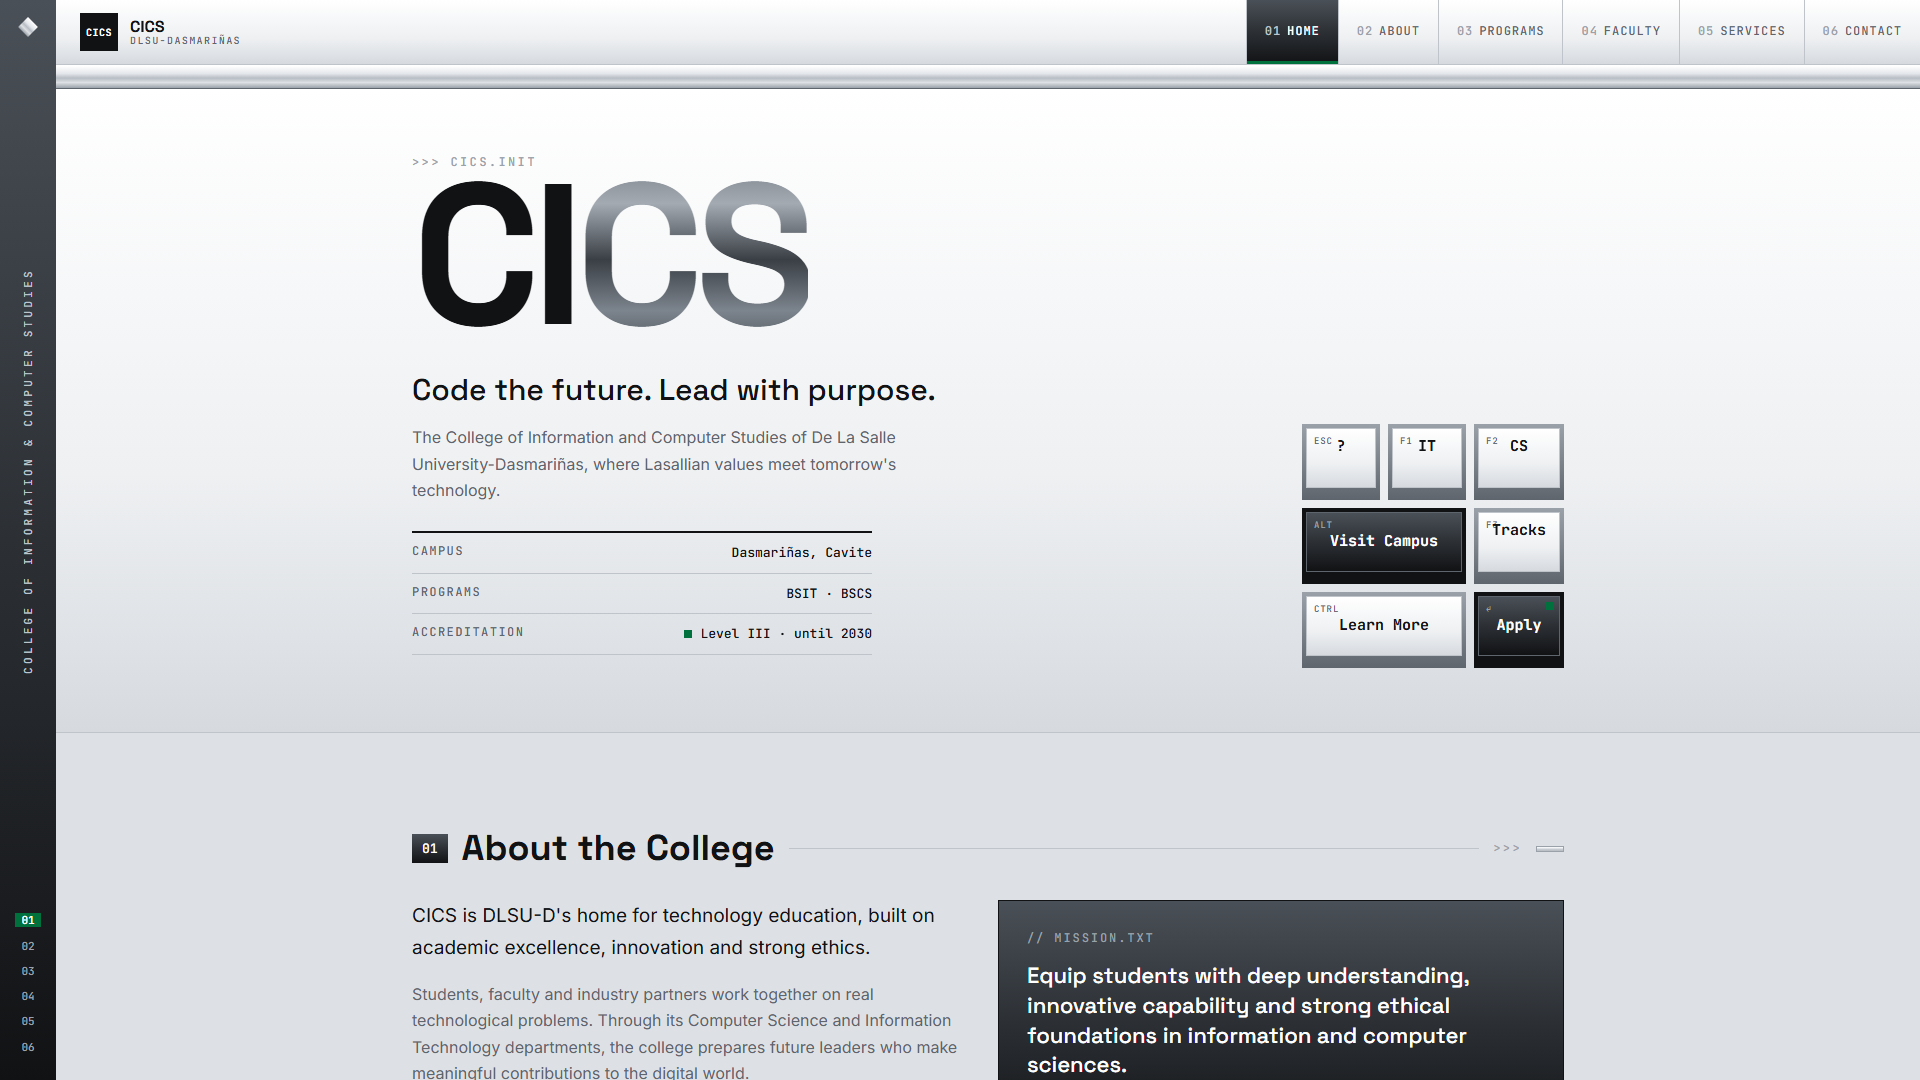 CICS
CICS
DLSU-DASMARIÑAS
01 HOME
02 ABOUT
03 PROGRAMS
04 FACULTY
05 SERVICES
06 CONTACT
COLLEGE OF INFORMATION & COMPUTER STUDIES
01
02
03
04
05
06
>>> CICS.INIT
CICS
Code the future. Lead with purpose.
The College of Information and Computer Studies of De La Salle
University-Dasmariñas, where Lasallian values meet tomorrow's
technology.
CAMPUS Dasmariñas, Cavite
PROGRAMS BSIT · BSCS
ACCREDITATION Level III · until 2030
ESC ?
F1 IT
F2 CS
ALT Visit Campus
Tracks
CTRL Learn More
Apply
01 About the College >>>
CICS is DLSU-D's home for technology education, built on
academic excellence, innovation and strong ethics.
Students, faculty and industry partners work together on real
technological problems. Through its Computer Science and Information
Technology departments, the college prepares future leaders who make
meaningful contributions to the digital world.
// MISSION.TXT
Equip students with deep understanding,
innovative capability and strong ethical
foundations in information and computer
sciences.